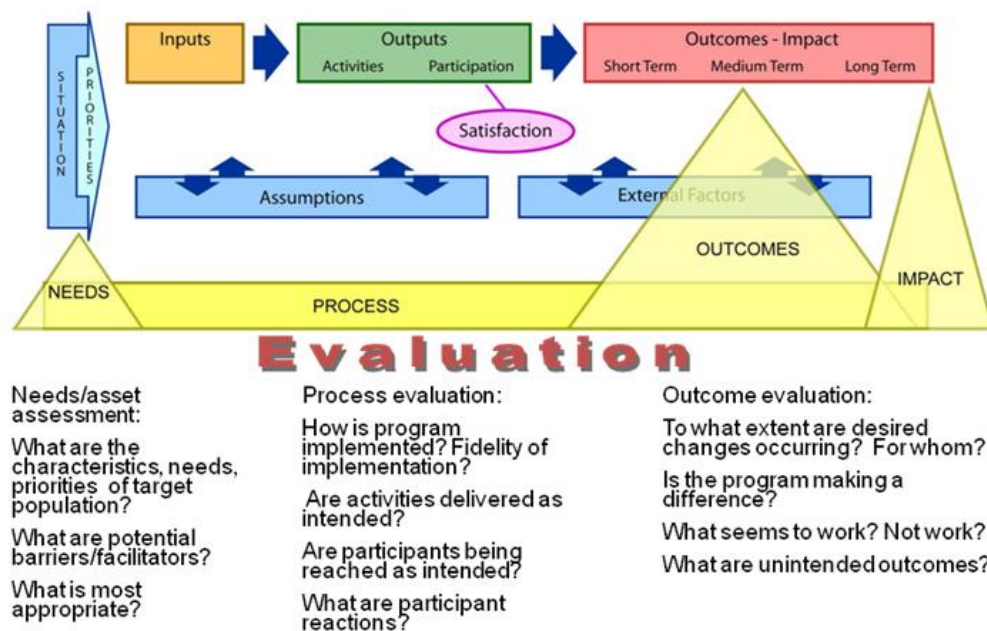 SITUATION
PRIORITIES
Inputs
Outputs
Activities Participation
Outcomes - Impact
Short Term Medium Term Long Term
Satisfaction
Assumptions
External Factors
NEEDS
PROCESS
OUTCOMES
IMPACT
Evaluation
Needs/asset
assessment:
What are the
characteristics, needs,
priorities of target
population?
What are potential
barriers/facilitators?
What is most
appropriate?
Process evaluation:
How is program
implemented? Fidelity of
implementation?
Are activities delivered as
intended?
Are participants being
reached as intended?
What are participant
reactions?
Outcome evaluation:
To what extent are desired
changes occurring? For whom?
Is the program making a
difference?
What seems to work? Not work?
What are unintended outcomes?